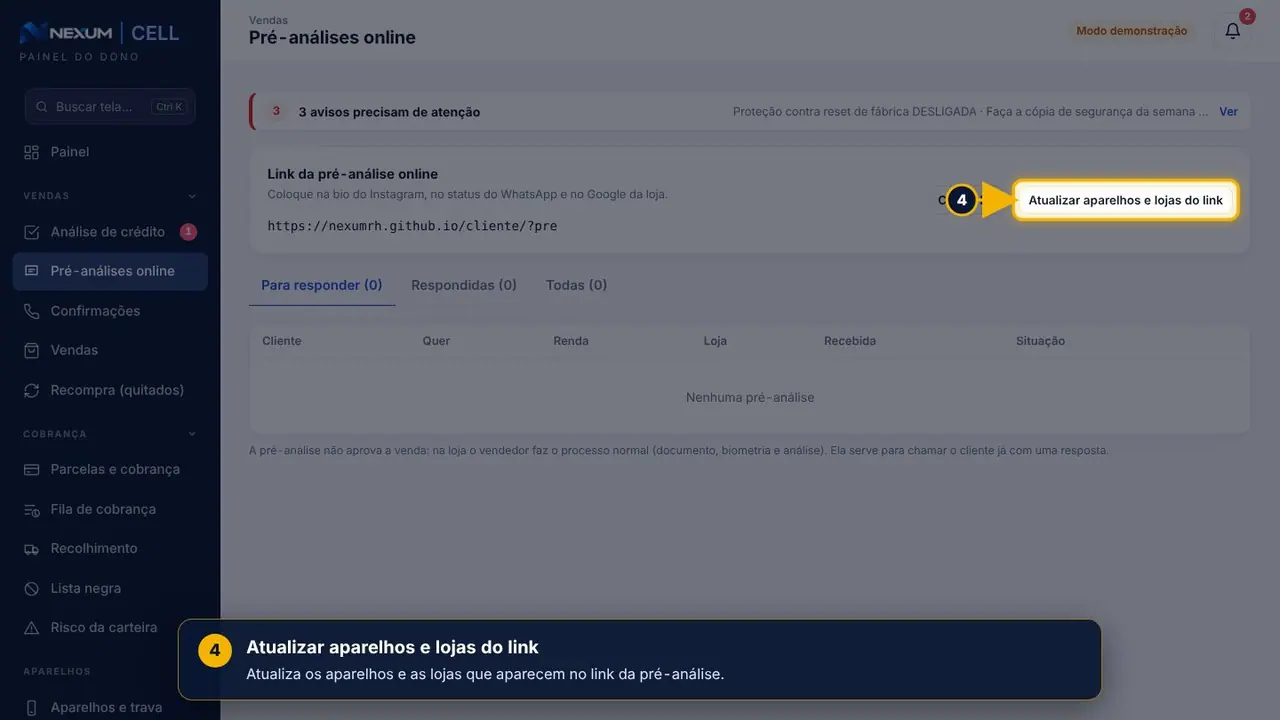 NEXUM | CELL
PAINEL DO DONO
Buscar tela... Ctrl K
Painel
VENDAS
Análise de crédito 1
Pré-análises online
Confirmações
Vendas
Recompra (quitados)
COBRANÇA
Parcelas e cobrança
Fila de cobrança
Recolhimento
Lista negra
Risco da carteira
APARELHOS
Aparelhos e trava
Vendas
Pré-análises online
Modo demonstração
2
3 3 avisos precisam de atenção
Proteção contra reset de fábrica DESLIGADA · Faça a cópia de segurança da semana ... Ver
Link da pré-análise online
Coloque na bio do Instagram, no status do WhatsApp e no Google da loja.
https://nexumrh.github.io/cliente/?pre
4 Atualizar aparelhos e lojas do link
Para responder (0) Respondidas (0) Todas (0)
Cliente Quer Renda Loja Recebida Situação
Nenhuma pré-análise
A pré-análise não aprova a venda: na loja o vendedor faz o processo normal (documento, biometria e análise). Ela serve para chamar o cliente já com uma resposta.
4 Atualizar aparelhos e lojas do link
Atualiza os aparelhos e as lojas que aparecem no link da pré-análise.